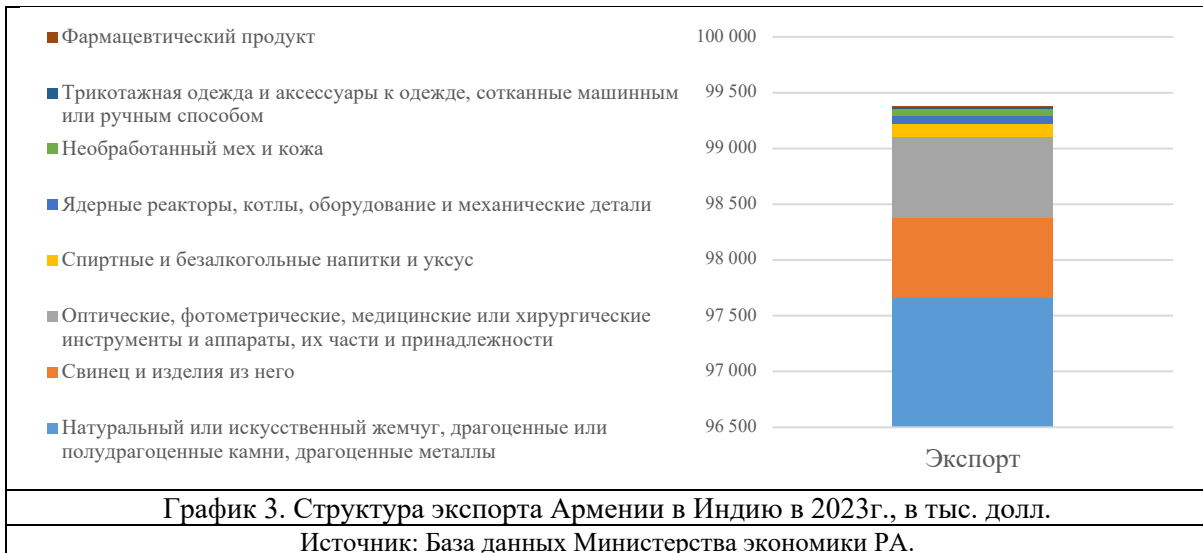 Фармацевтический продукт
Трикотажная одежда и аксессуары к одежде, сотканные машинным
или ручным способом
Необработанный мех и кожа
Ядерные реакторы, котлы, оборудование и механические детали
Спиртные и безалкогольные напитки и уксус
Оптические, фотометрические, медицинские или хирургические
инструменты и аппараты, их части и принадлежности
Свинец и изделия из него
Натуральный или искусственный жемчуг, драгоценные или
полудрагоценные камни, драгоценные металлы
100 000
99 500
99 000
98 500
98 000
97 500
97 000
96 500
Экспорт
График 3. Структура экспорта Армении в Индию в 2023г., в тыс. долл.
Источник: База данных Министерства экономики РА.